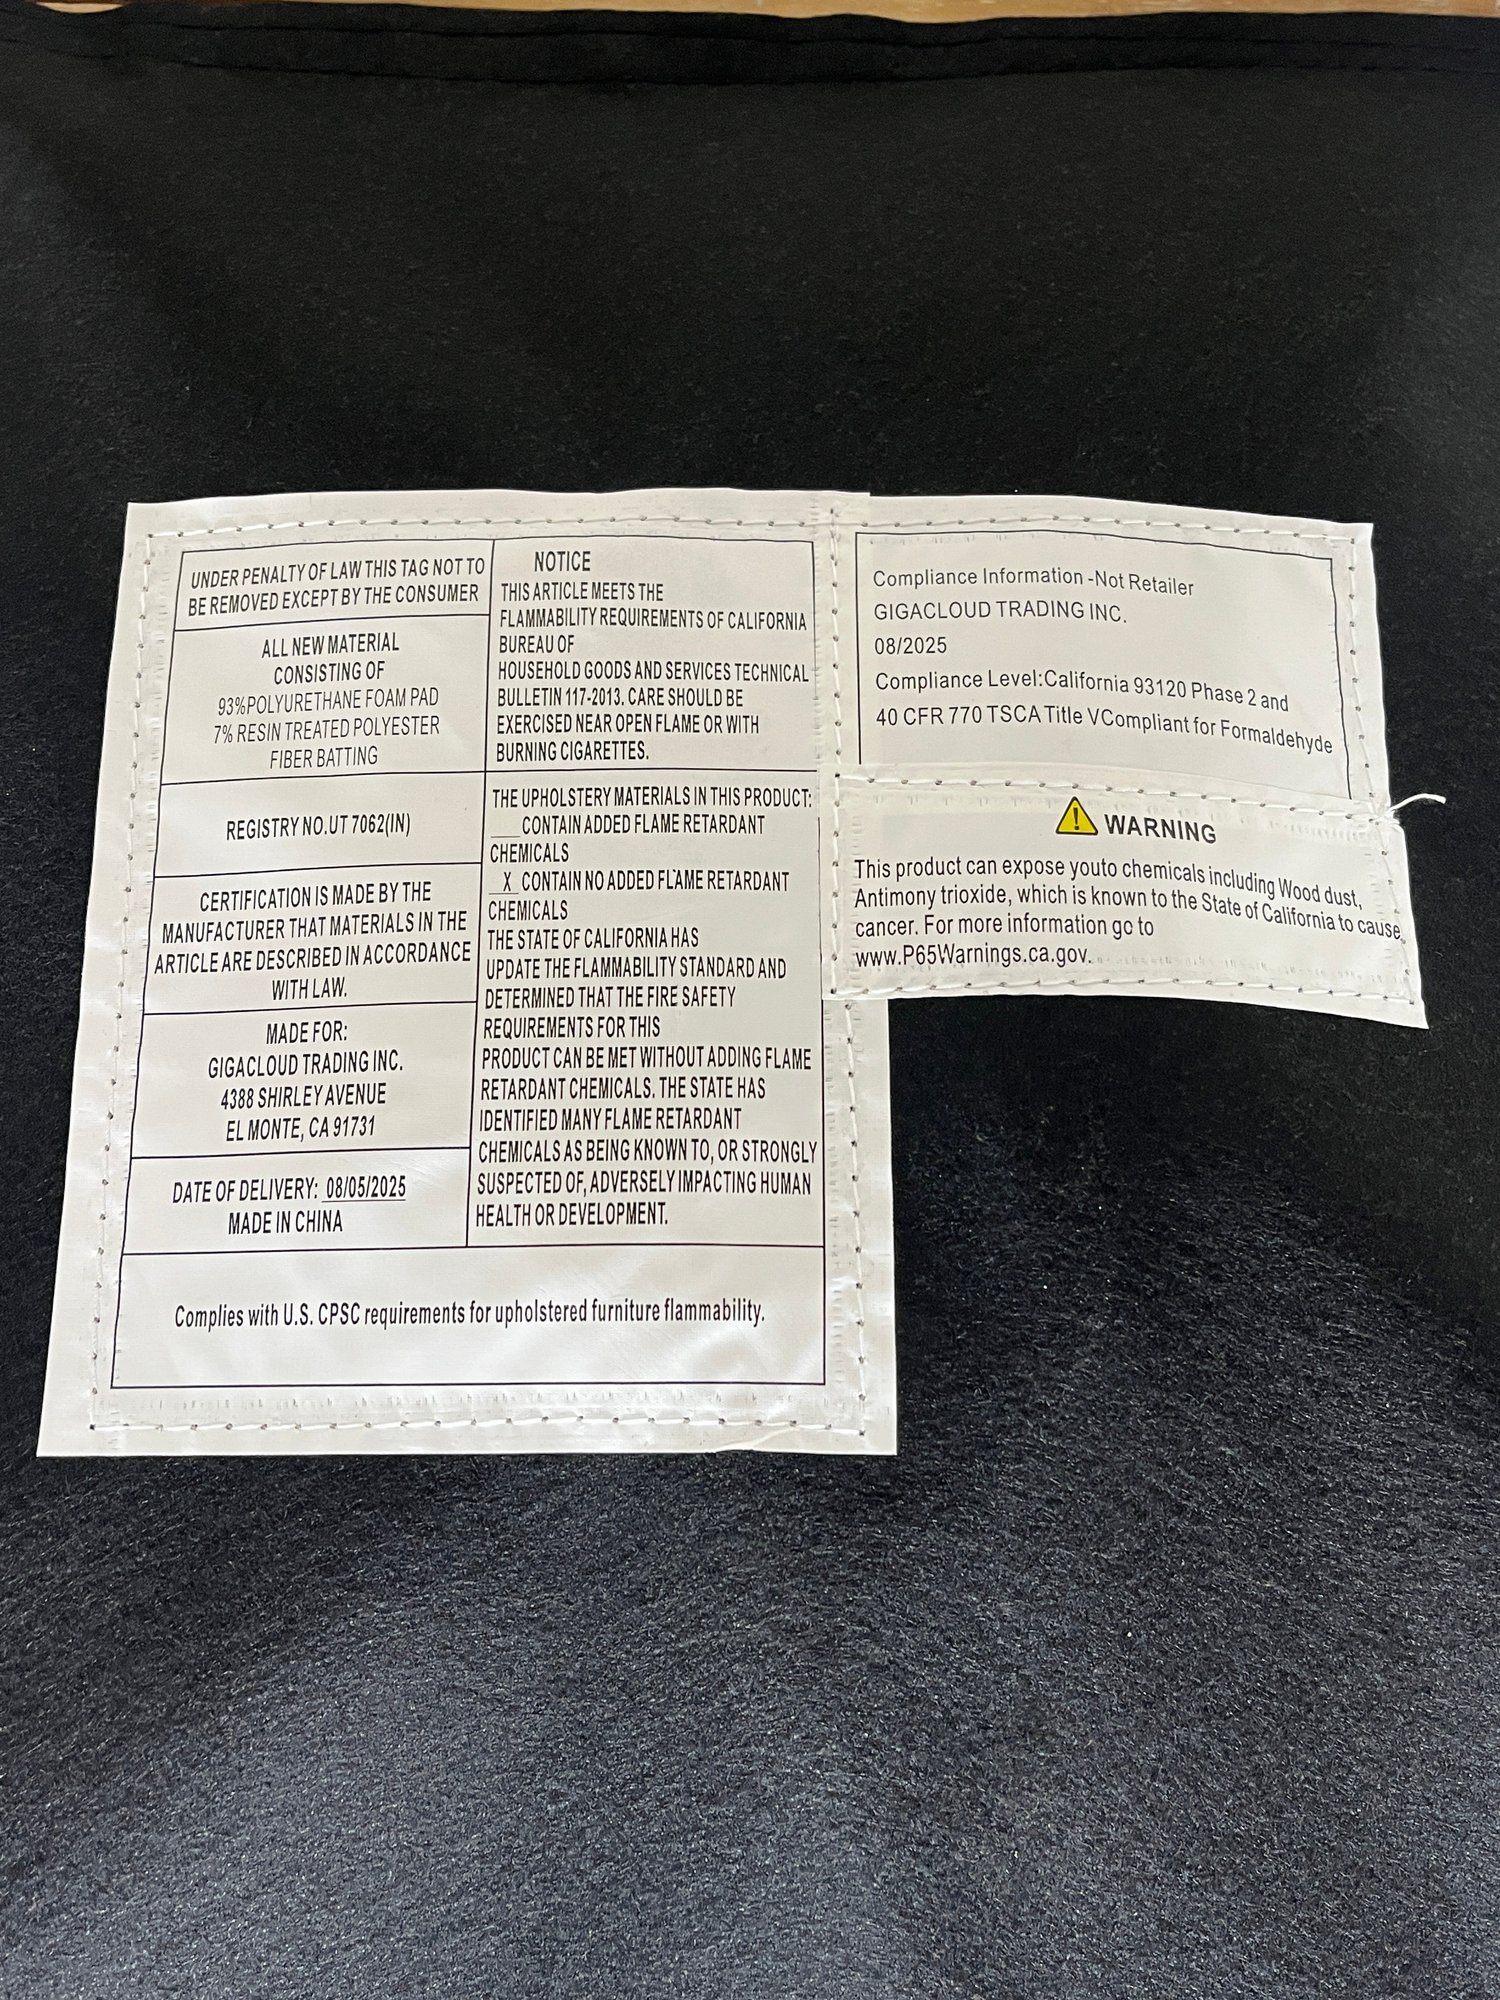 UNDER PENALTY OF LAW THIS TAG NOT TO
BE REMOVED EXCEPT BY THE CONSUMER
ALL NEW MATERIAL
CONSISTING OF
93%POLYURETHANE FOAM PAD
7% RESIN TREATED POLYESTER
FIBER BATTING
REGISTRY NO.UT 7062(IN)
CERTIFICATION IS MADE BY THE
MANUFACTURER THAT MATERIALS IN THE
ARTICLE ARE DESCRIBED IN ACCORDANCE
WITH LAW.
MADE FOR:
GIGACLOUD TRADING INC.
4388 SHIRLEY AVENUE
EL MONTE, CA 91731
DATE OF DELIVERY: 08/05/2025
MADE IN CHINA
NOTICE
THIS ARTICLE MEETS THE
FLAMMABILITY REQUIREMENTS OF CALIFORNIA
BUREAU OF
HOUSEHOLD GOODS AND SERVICES TECHNICAL
BULLETIN 117-2013. CARE SHOULD BE
EXERCISED NEAR OPEN FLAME OR WITH
BURNING CIGARETTES.
THE UPHOLSTERY MATERIALS IN THIS PRODUCT:
___CONTAIN ADDED FLAME RETARDANT
CHEMICALS
_X_CONTAIN NO ADDED FLAME RETARDANT
CHEMICALS
THE STATE OF CALIFORNIA HAS
UPDATE THE FLAMMABILITY STANDARD AND
DETERMINED THAT THE FIRE SAFETY
REQUIREMENTS FOR THIS
PRODUCT CAN BE MET WITHOUT ADDING FLAME
RETARDANT CHEMICALS. THE STATE HAS
IDENTIFIED MANY FLAME RETARDANT
CHEMICALS AS BEING KNOWN TO, OR STRONGLY
SUSPECTED OF, ADVERSELY IMPACTING HUMAN
HEALTH OR DEVELOPMENT.
Complies with U.S. CPSC requirements for upholstered furniture flammability.
Compliance Information -Not Retailer
GIGACLOUD TRADING INC.
08/2025
Compliance Level:California 93120 Phase 2 and
40 CFR 770 TSCA Title VCompliant for Formaldehyde
WARNING
This product can expose youto chemicals including Wood dust,
Antimony trioxide, which is known to the State of California to cause
cancer. For more information go to
www.P65Warnings.ca.gov.